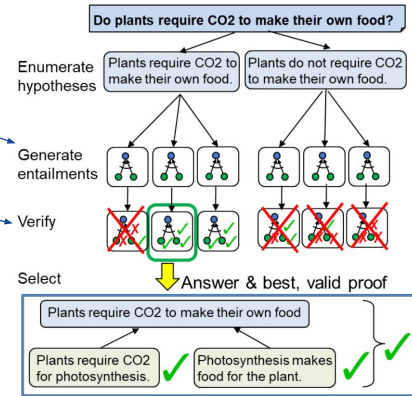 Do plants require CO2 to make their own food?
Enumerate
hypotheses
Plants require CO2 to
make their own food.
Plants do not require CO2
to make their own food.
Generate
entailments
Verify
Select
Answer & best, valid proof
Plants require CO2 to make their own food
Plants require CO2
for photosynthesis.
Photosynthesis makes
food for the plant.